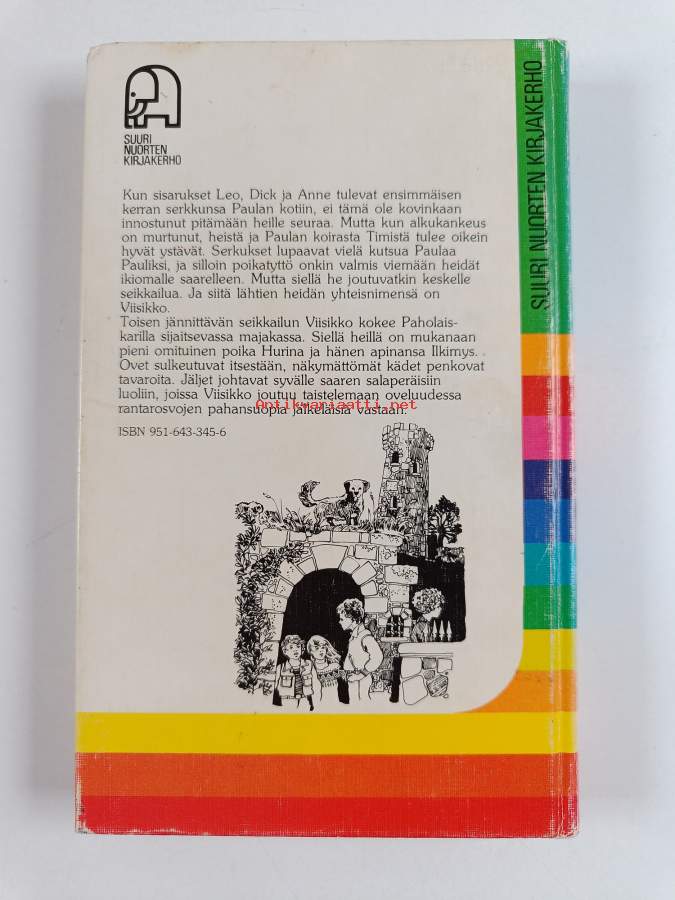 SUURI
NUORTEN
KIRJAKERHO
SUURI NUORTEN KIRJAKERHO
Kun sisarukset Leo, Dick ja Anne tulevat ensimmäisen
kerran serkkunsa Paulan kotiin, ei tämä ole kovinkaan
innostunut pitämään heille seuraa. Mutta kun alkukankeus
on murtunut, heistä ja Paulan koirasta Timistä tulee oikein
hyvät ystävät. Serkukset lupaavat vielä kutsua Paulaa
Pauliksi, ja silloin poikatyttö onkin valmis viemään heidät
ikiomalle saarelleen. Mutta siellä he joutuvatkin keskelle
seikkailua. Ja siitä lähtien heidän yhteisnimensä on
Viisikko.
Toisen jännittävän seikkailun Viisikko kokee Paholais-
karilla sijaitsevassa majakassa. Siellä heillä on mukanaan
pieni omituinen poika Hurina ja hänen apinansa Ilkimys. .
Ovet sulkeutuvat itsestään, näkymättömät kädet penkovat
tavaroita. Jäljet johtavat syvälle saaren salaperäisiin
luoliin, joissa Viisikko joutuu taistelemaan oveluudessa
rantarosvojen pahansuopia jälkeläisiä vastaan.
Antikvariaatti.net
ISBN 951-643-345-6